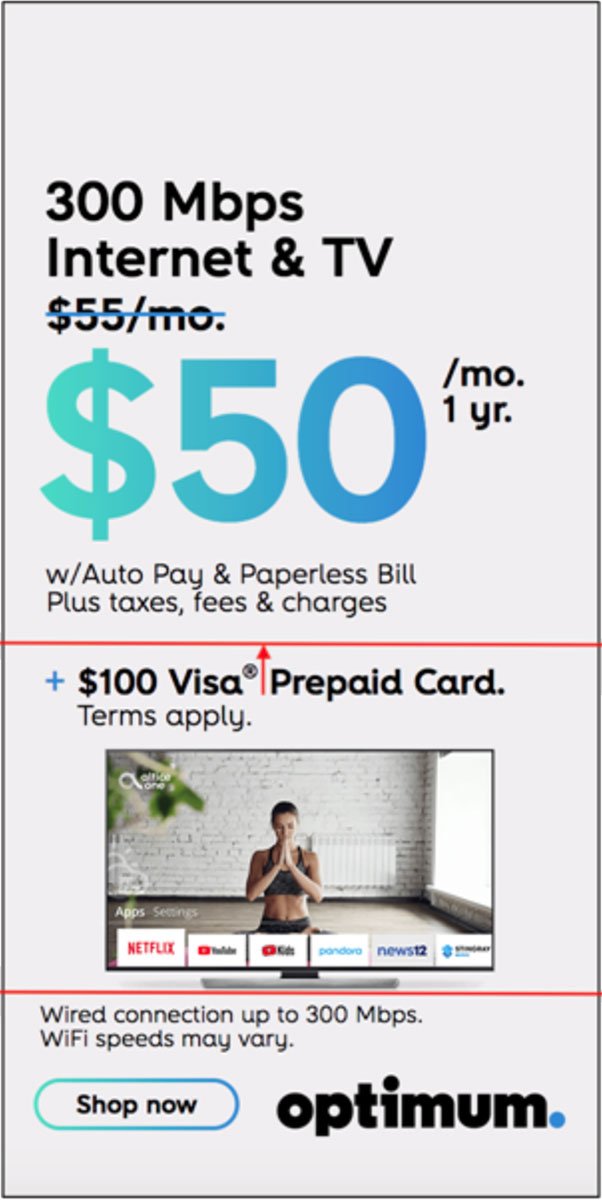 300 Mbps
Internet & TV
$55/mo.
$50
/mo.
1 yr.
w/Auto Pay & Paperless Bill
Plus taxes, fees & charges
+ $100 Visa® Prepaid Card.
Terms apply.
altice
one
Apps Settings
NETFLIX YouTube Kids pandora news12 STINGRAY
Wired connection up to 300 Mbps.
WiFi speeds may vary.
Shop now
optimum.